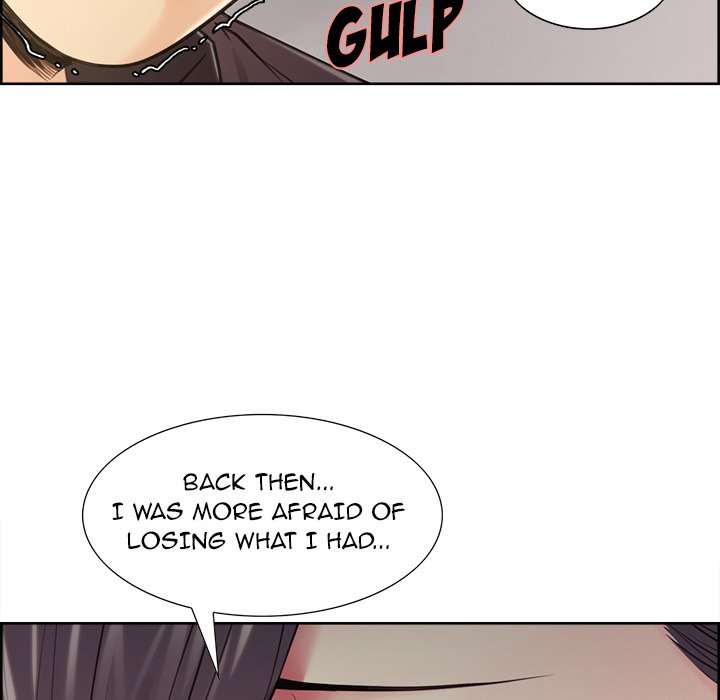 GULP
BACK THEN...
I WAS MORE AFRAID OF
LOSING WHAT I HAD...